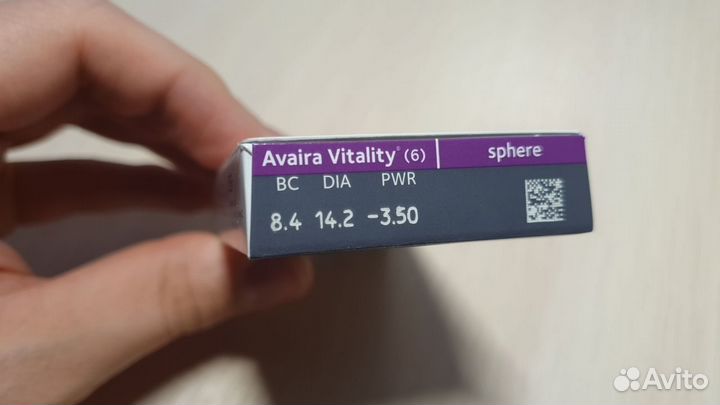 Avaira Vitality® (6) sphere
BC DIA PWR
8.4 14.2 -3.50
Avito